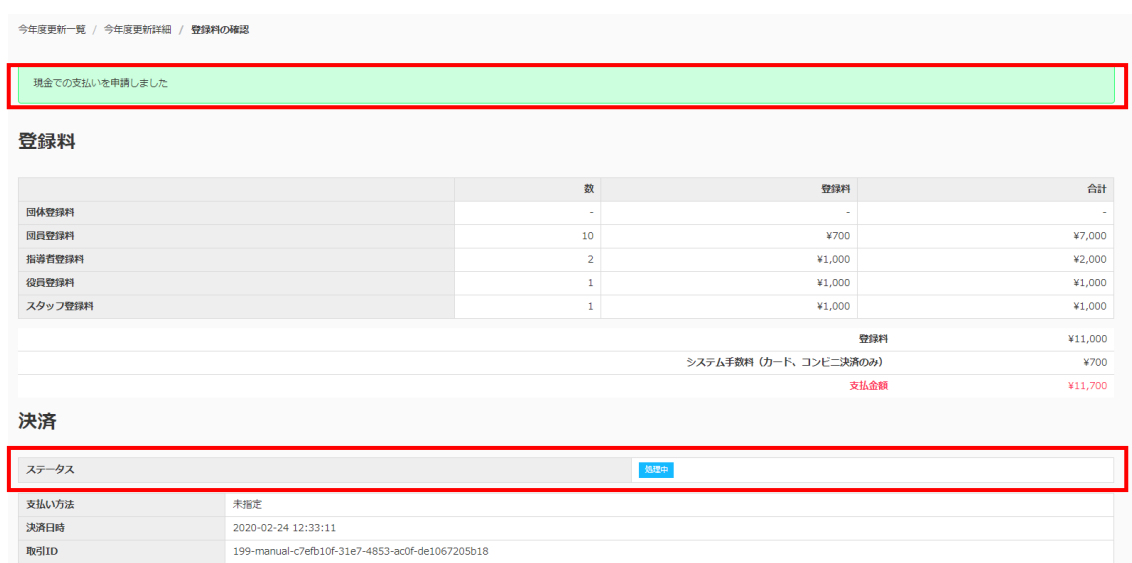 今年度更新一覧 / 今年度更新詳細 / 登録料の確認
現金での支払いを申請しました
登録料
数 登録料 合計
団体登録料 - - -
団員登録料 10 ¥700 ¥7,000
指導者登録料 2 ¥1,000 ¥2,000
役員登録料 1 ¥1,000 ¥1,000
スタッフ登録料 1 ¥1,000 ¥1,000
登録料 ¥11,000
システム手数料（カード、コンビニ決済のみ） ¥700
支払金額 ¥11,700
決済
ステータス 処理中
支払い方法 未指定
決済日時 2020-02-24 12:33:11
取引ID 199-manual-c7efb10f-31e7-4853-ac0f-de1067205b18